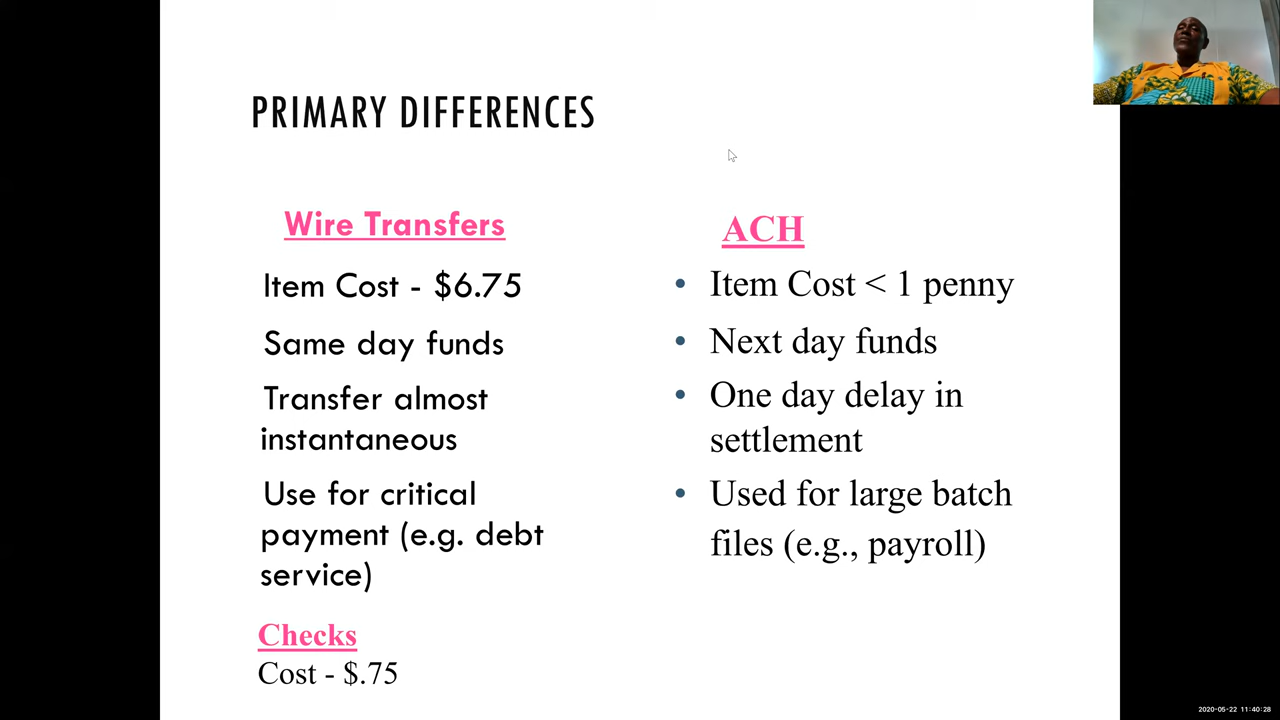 PRIMARY DIFFERENCES
Wire Transfers
Item Cost - $6.75
Same day funds
Transfer almost
instantaneous
Use for critical
payment (e.g. debt
service)
Checks
Cost - $.75
ACH
• Item Cost < 1 penny
• Next day funds
• One day delay in
settlement
• Used for large batch
files (e.g., payroll)
2020-05-22 11:40:28